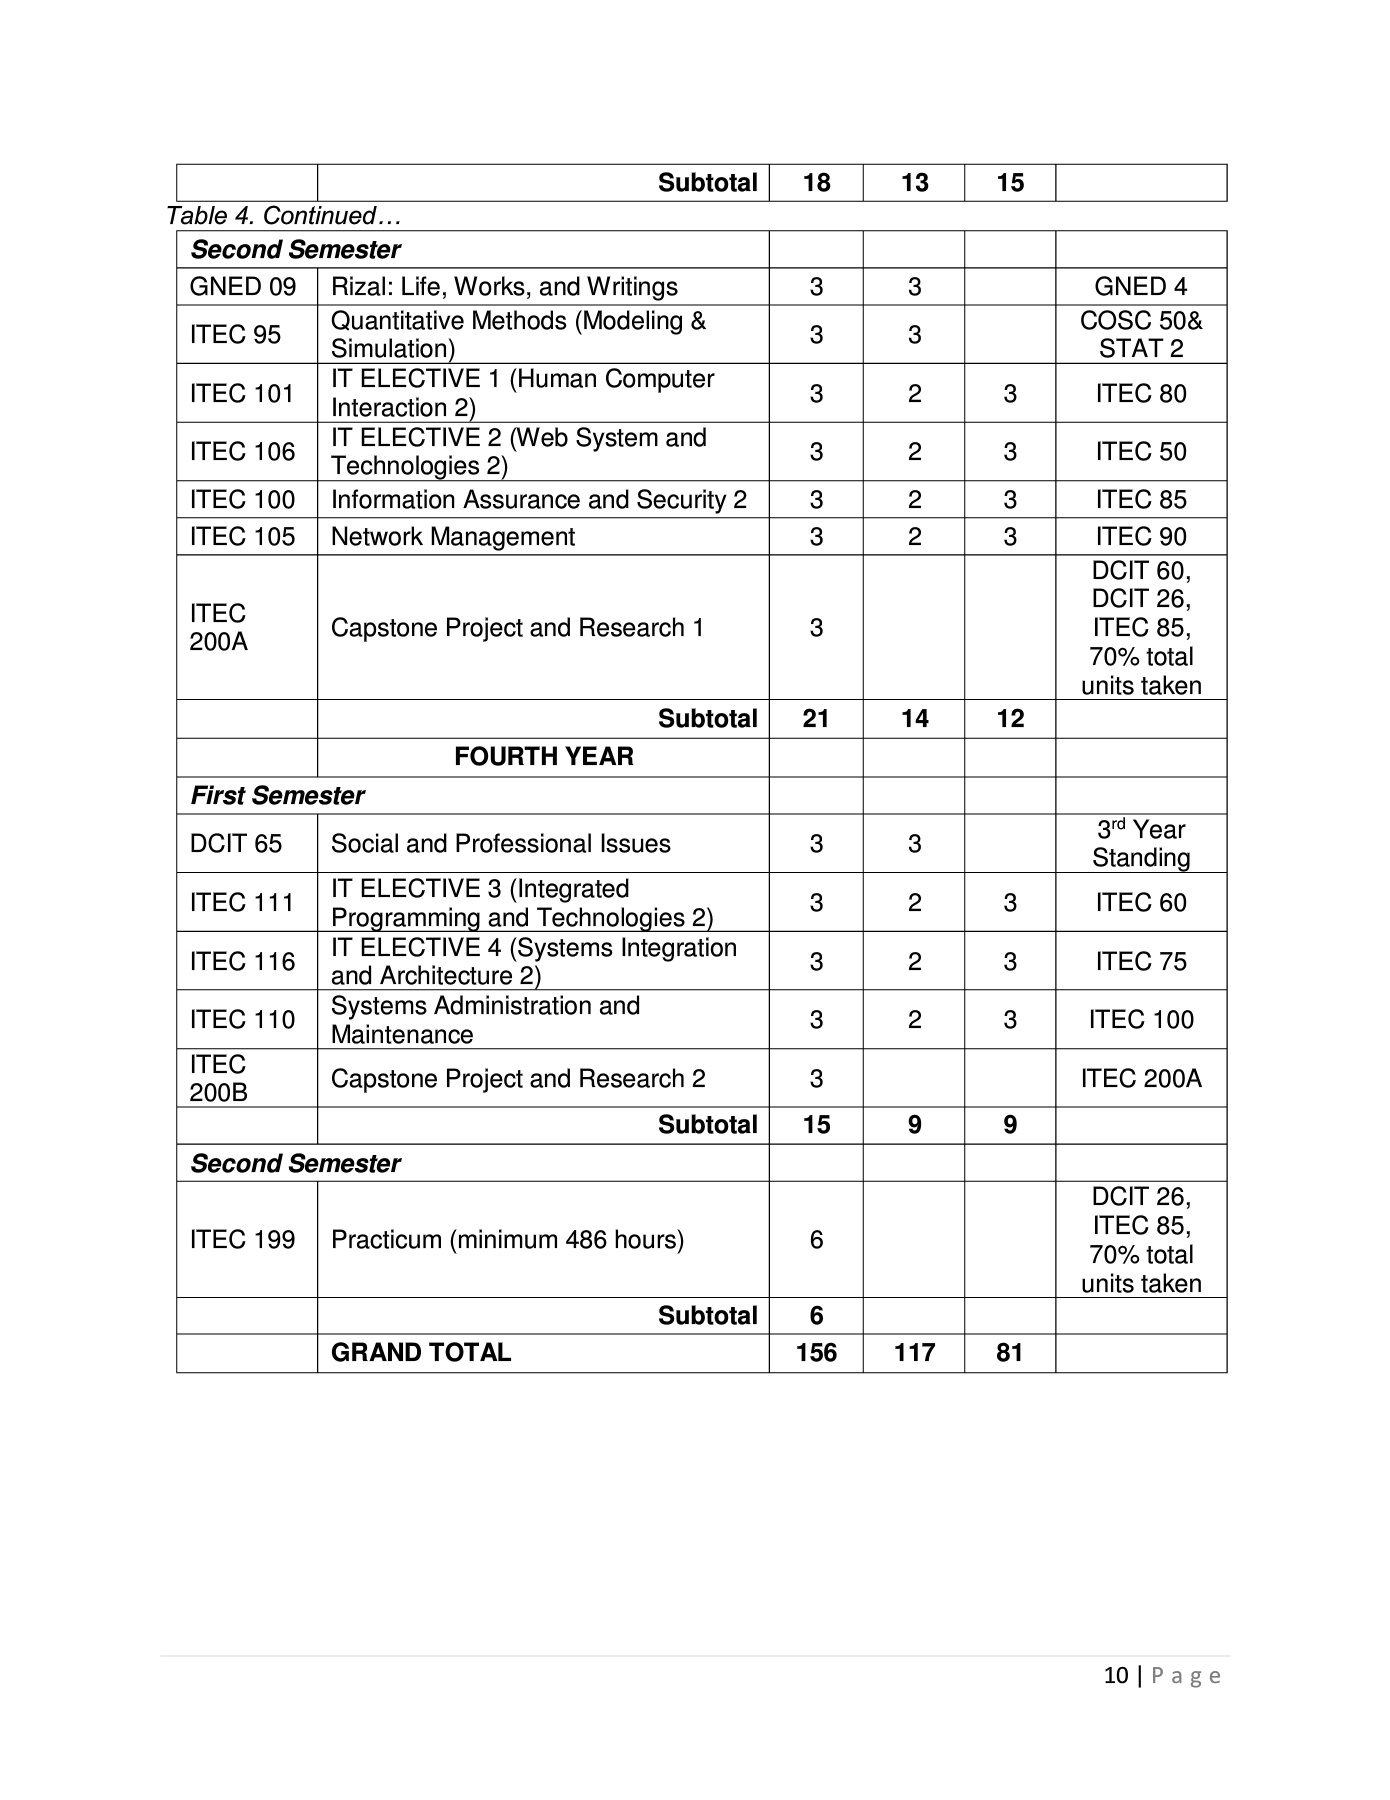 Subtotal 18 13 15
Table 4. Continued…
Second Semester
GNED 09 Rizal: Life, Works, and Writings 3 3 GNED 4
ITEC 95 Quantitative Methods (Modeling &
Simulation) 3 3 COSC 50&
STAT 2
ITEC 101 IT ELECTIVE 1 (Human Computer
Interaction 2) 3 2 3 ITEC 80
ITEC 106 IT ELECTIVE 2 (Web System and
Technologies 2) 3 2 3 ITEC 50
ITEC 100 Information Assurance and Security 2 3 2 3 ITEC 85
ITEC 105 Network Management 3 2 3 ITEC 90
ITEC
200A Capstone Project and Research 1 3 DCIT 60,
DCIT 26,
ITEC 85,
70% total
units taken
Subtotal 21 14 12
FOURTH YEAR
First Semester
DCIT 65 Social and Professional Issues 3 3 3rd Year
Standing
ITEC 111 IT ELECTIVE 3 (Integrated
Programming and Technologies 2) 3 2 3 ITEC 60
ITEC 116 IT ELECTIVE 4 (Systems Integration
and Architecture 2) 3 2 3 ITEC 75
ITEC 110 Systems Administration and
Maintenance 3 2 3 ITEC 100
ITEC
200B Capstone Project and Research 2 3 ITEC 200A
Subtotal 15 9 9
Second Semester
ITEC 199 Practicum (minimum 486 hours) 6 DCIT 26,
ITEC 85,
70% total
units taken
Subtotal 6
GRAND TOTAL 156 117 81
10 | Page